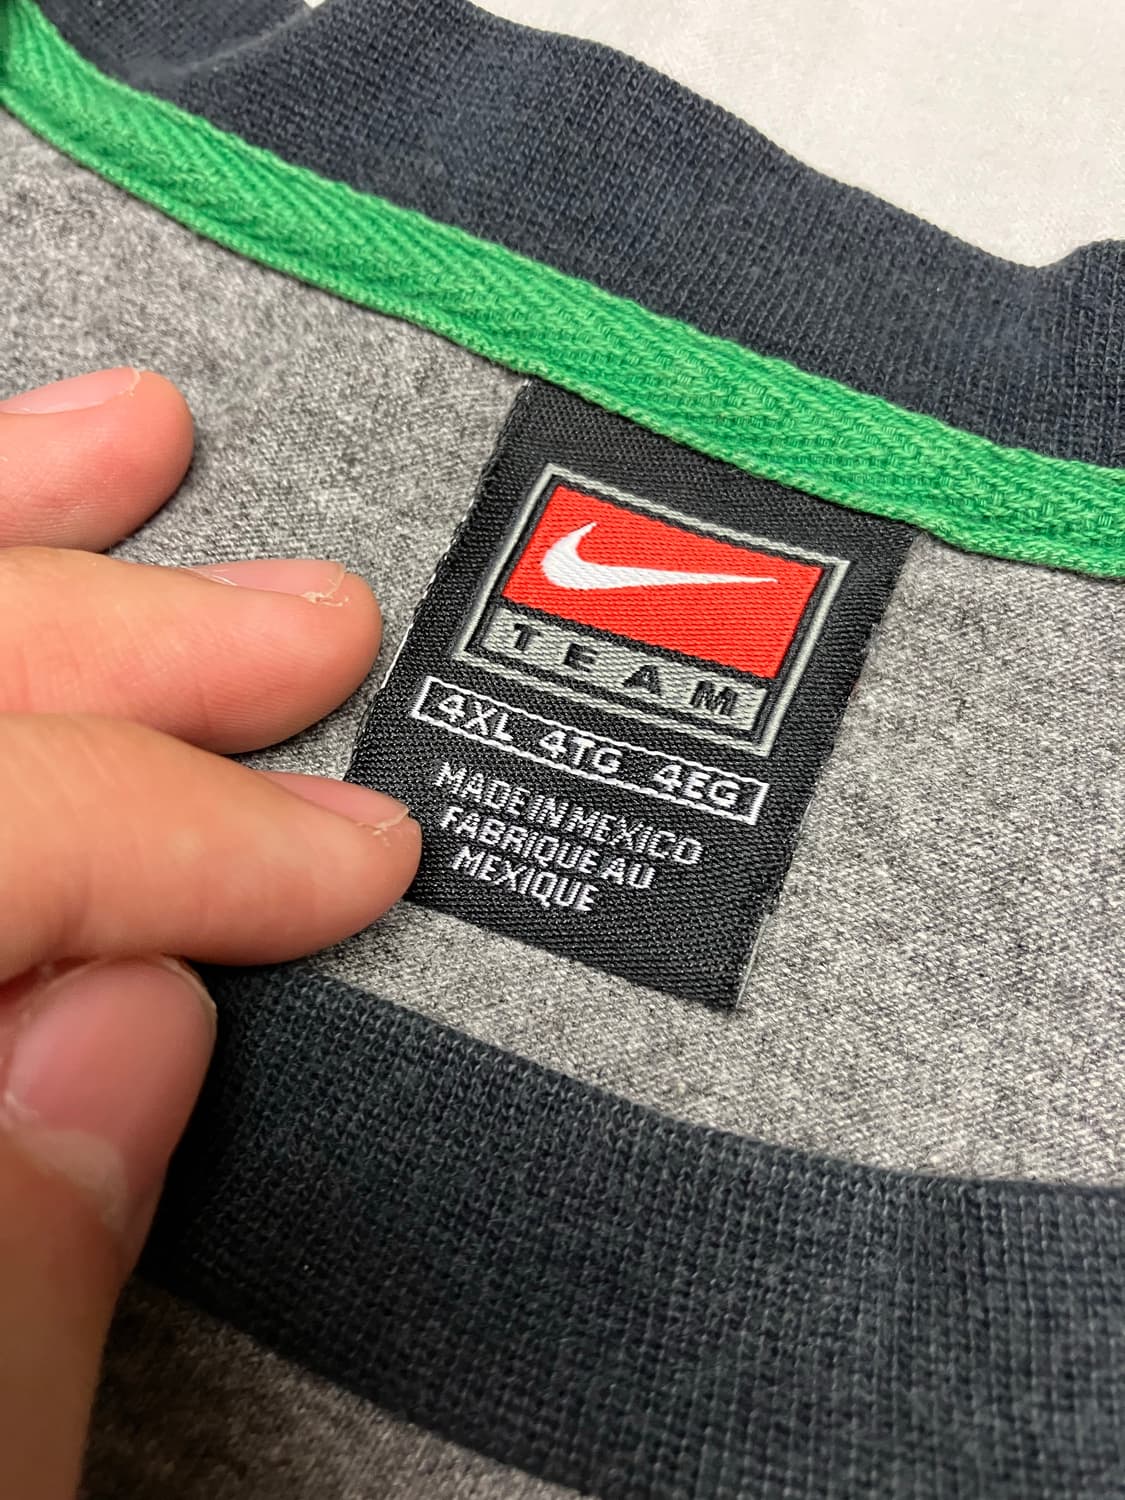 TEAM
4XL 4TG 4EG
MADE IN MEXICO
FABRIQUE AU
MEXIQUE